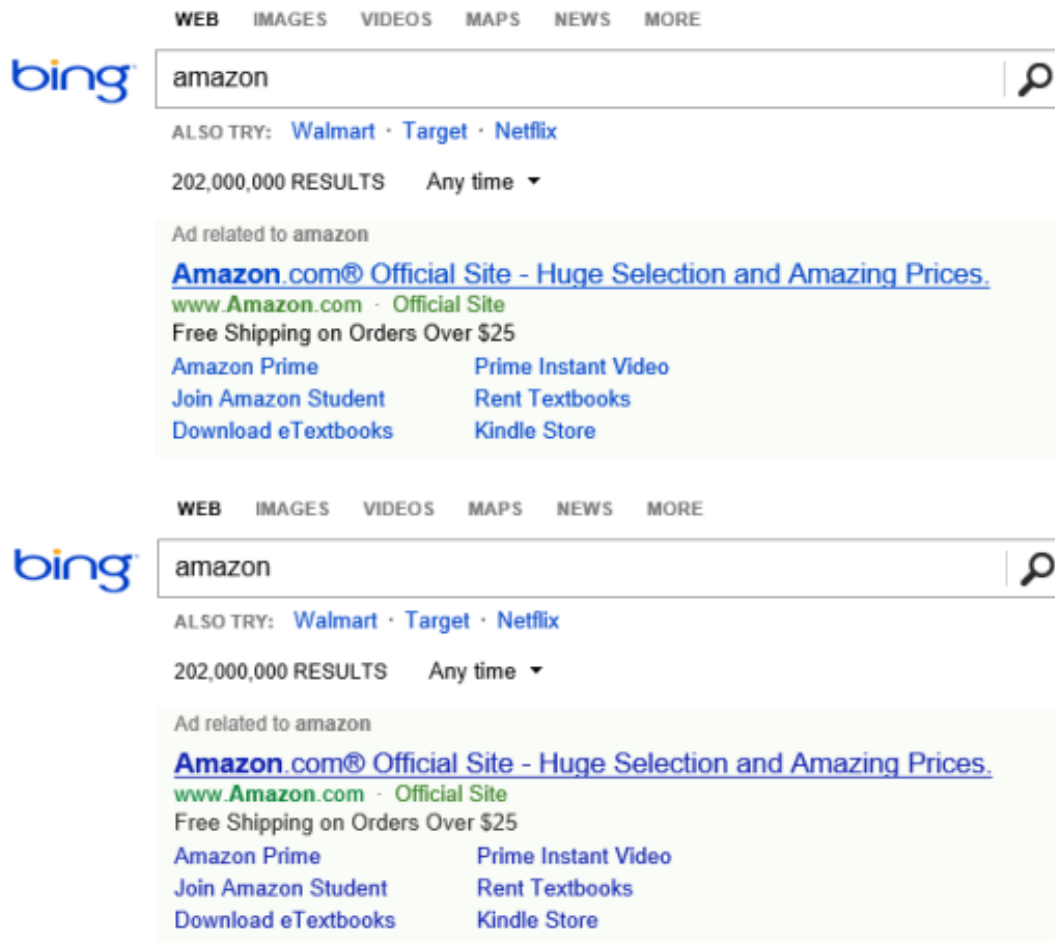 WEB IMAGES VIDEOS MAPS NEWS MORE
bing amazon
ALSO TRY: Walmart · Target · Netflix
202,000,000 RESULTS Any time
Ad related to amazon
Amazon.com® Official Site - Huge Selection and Amazing Prices.
www.Amazon.com · Official Site
Free Shipping on Orders Over $25
Amazon Prime Prime Instant Video
Join Amazon Student Rent Textbooks
Download eTextbooks Kindle Store
WEB IMAGES VIDEOS MAPS NEWS MORE
bing amazon
ALSO TRY: Walmart · Target · Netflix
202,000,000 RESULTS Any time
Ad related to amazon
Amazon.com® Official Site - Huge Selection and Amazing Prices.
www.Amazon.com · Official Site
Free Shipping on Orders Over $25
Amazon Prime Prime Instant Video
Join Amazon Student Rent Textbooks
Download eTextbooks Kindle Store